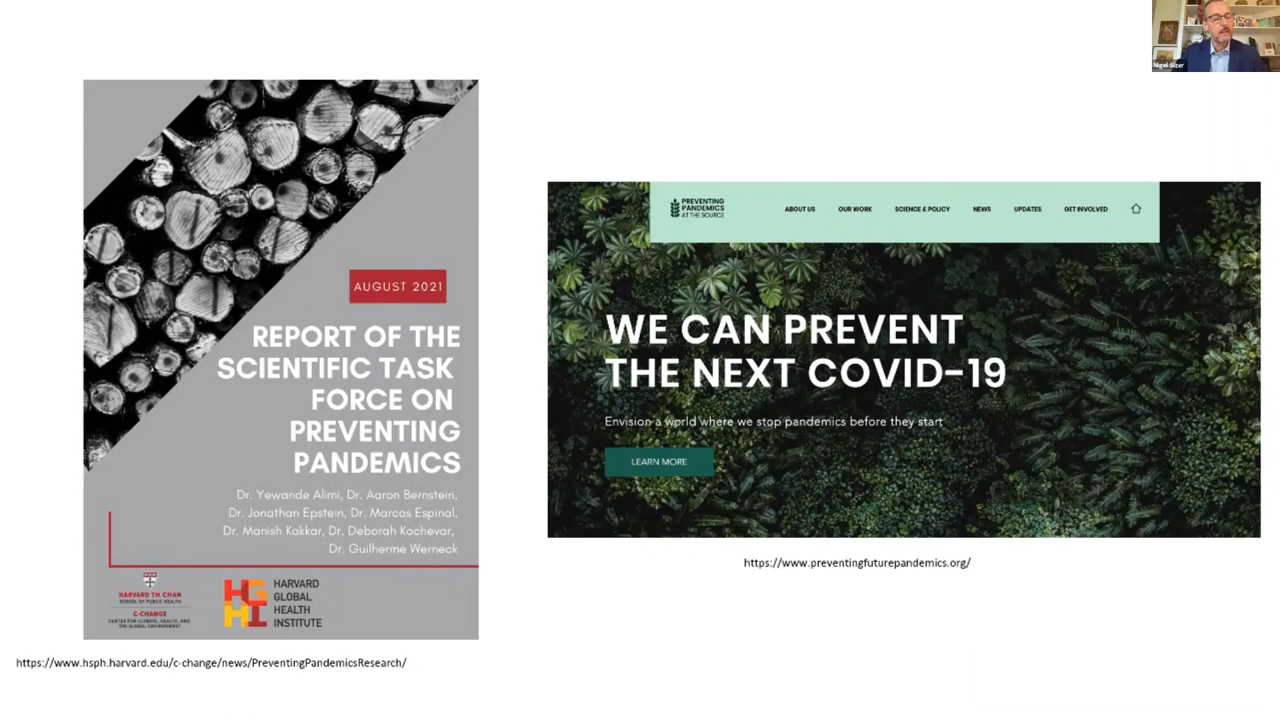 Nigel Sizer
AUGUST 2021
REPORT OF THE
SCIENTIFIC TASK
FORCE ON
PREVENTING
PANDEMICS
Dr. Yewande Alimi, Dr. Aaron Bernstein,
Dr. Jonathan Epstein, Dr. Marcos Espinal,
Dr. Manish Kakkar, Dr. Deborah Kochevar,
Dr. Guilherme Werneck
HARVARD TH CHAN
SCHOOL OF PUBLIC HEALTH
C-CHANGE
CENTER FOR CLIMATE, HEALTH, AND
THE GLOBAL ENVIRONMENT
HGHI
HARVARD
GLOBAL
HEALTH
INSTITUTE
https://www.hsph.harvard.edu/c-change/news/PreventingPandemicsResearch/
PREVENTING
PANDEMICS
AT THE SOURCE
ABOUT US OUR WORK SCIENCE & POLICY NEWS UPDATES GET INVOLVED
WE CAN PREVENT
THE NEXT COVID-19
Envision a world where we stop pandemics before they start
LEARN MORE
https://www.preventingfuturepandemics.org/